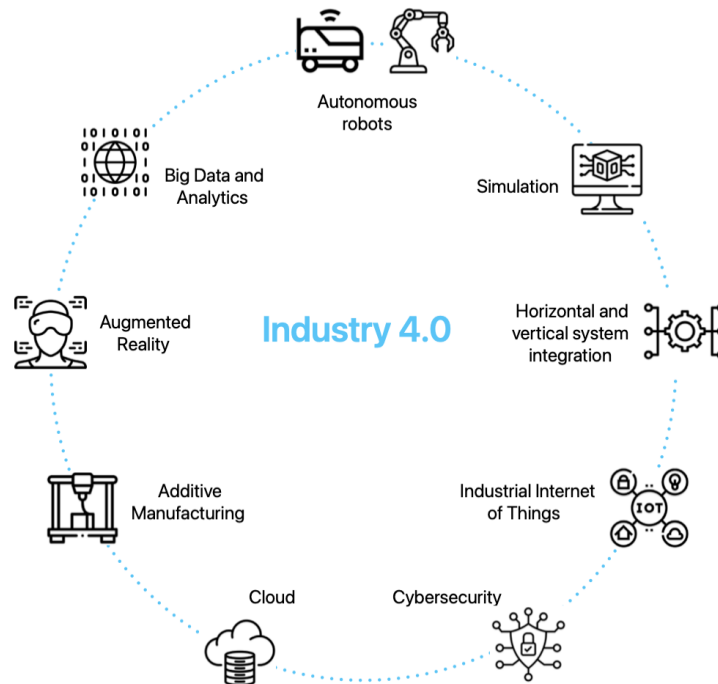 Autonomous
robots
Big Data and
Analytics
Simulation
Augmented
Reality
Industry 4.0
Horizontal and
vertical system
integration
Additive
Manufacturing
Industrial Internet
of Things
IOT
Cloud
Cybersecurity